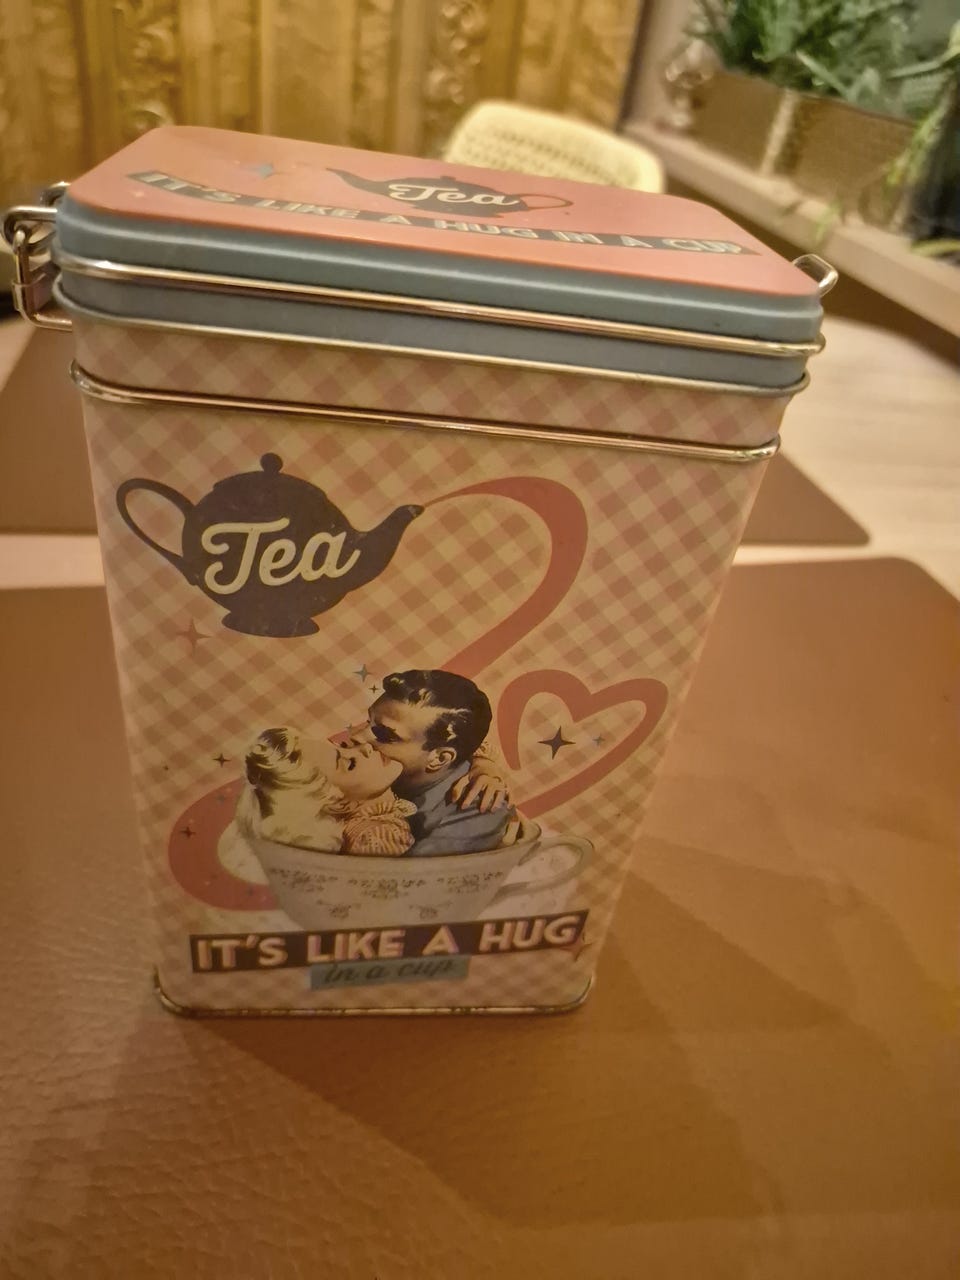 Tea
IT'S LIKE A HUG IN A CUP
Tea
IT'S LIKE A HUG
in a cup